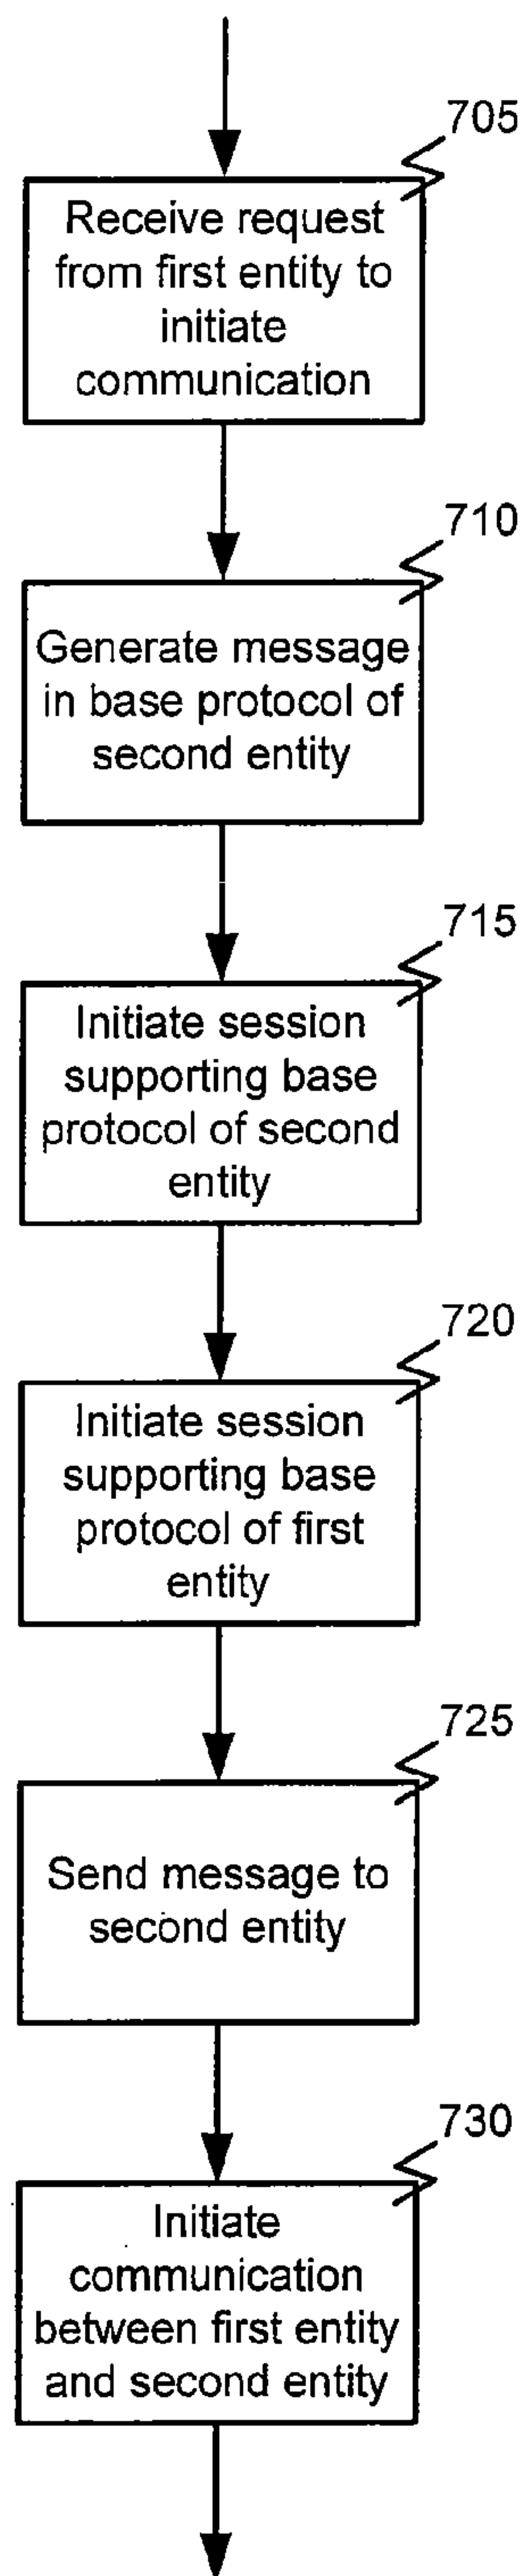 705
Receive request
from first entity to
initiate
communication
710
Generate message
in base protocol of
second entity
715
Initiate session
supporting base
protocol of second
entity
720
Initiate session
supporting base
protocol of first
entity
725
Send message to
second entity
730
Initiate
communication
between first entity
and second entity